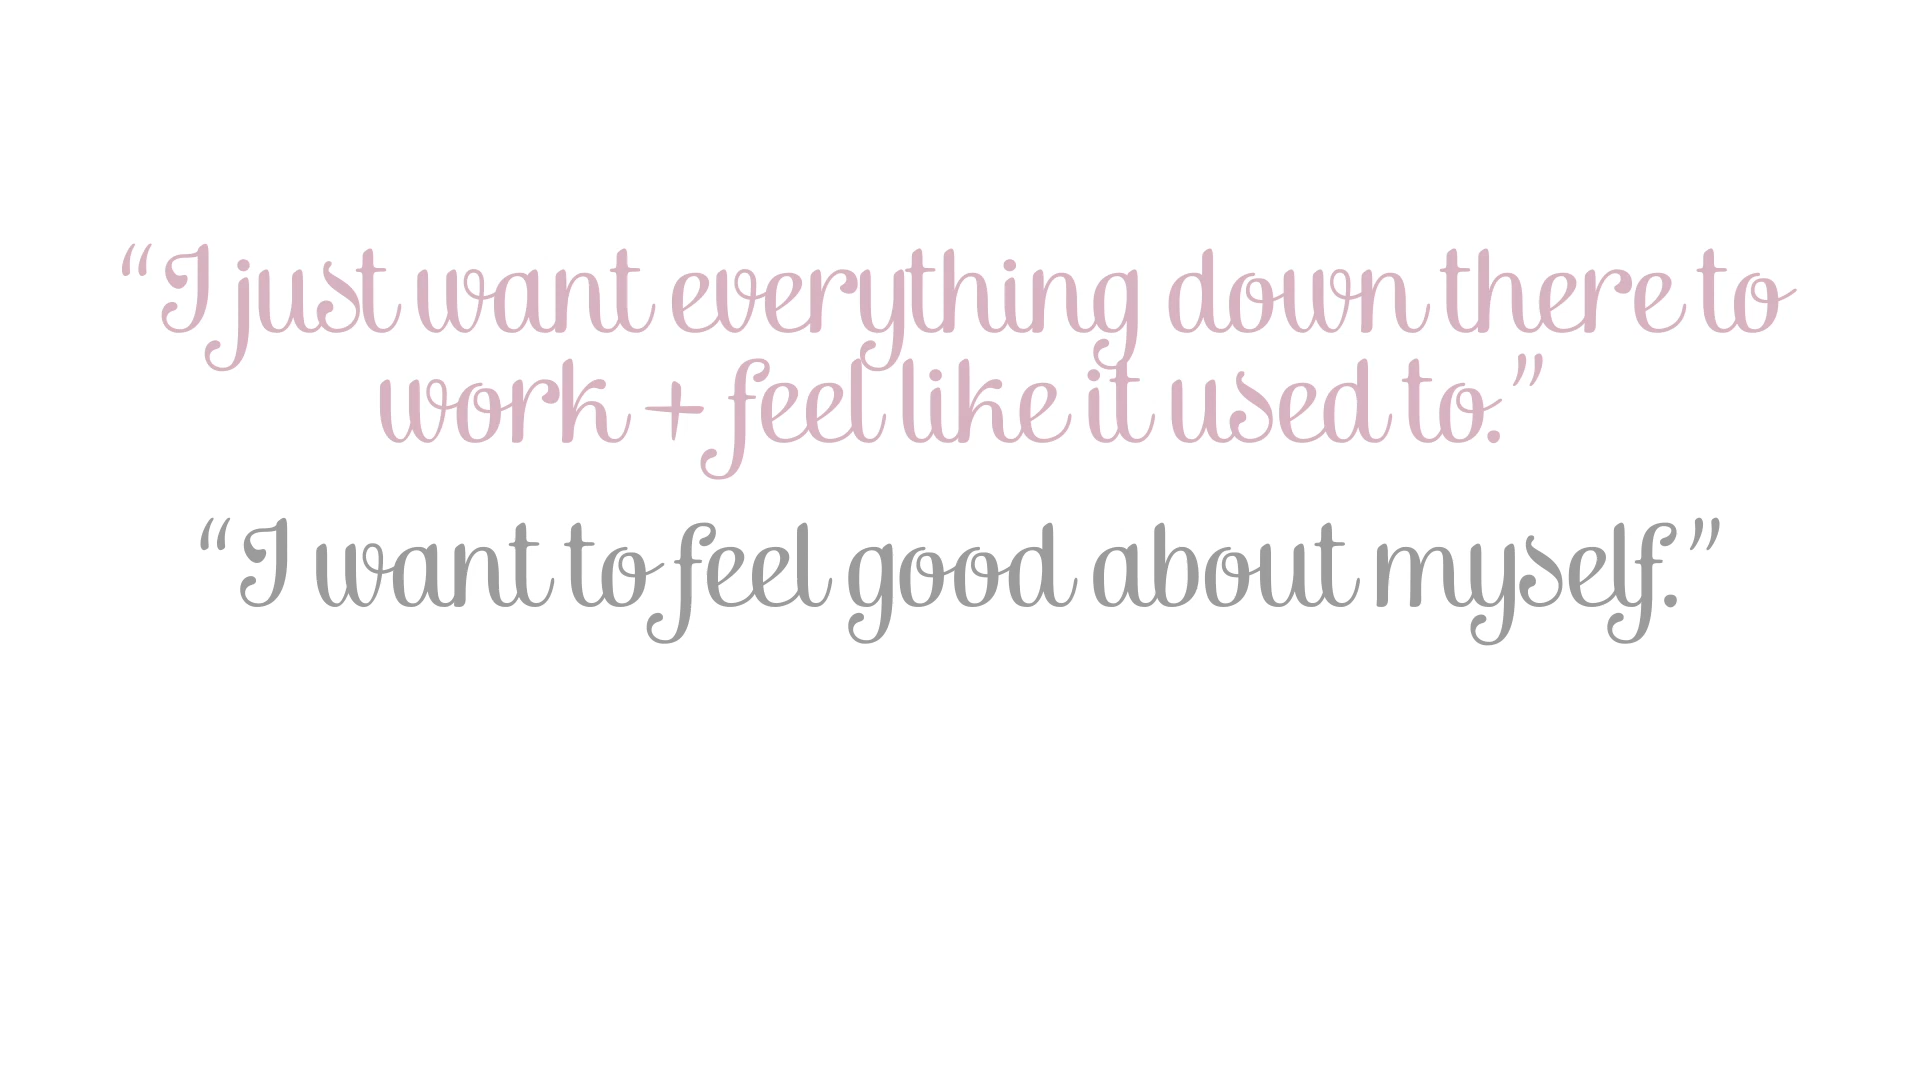 “I just want everything down there to
work + feel like it used to.”
“I want to feel good about myself.”